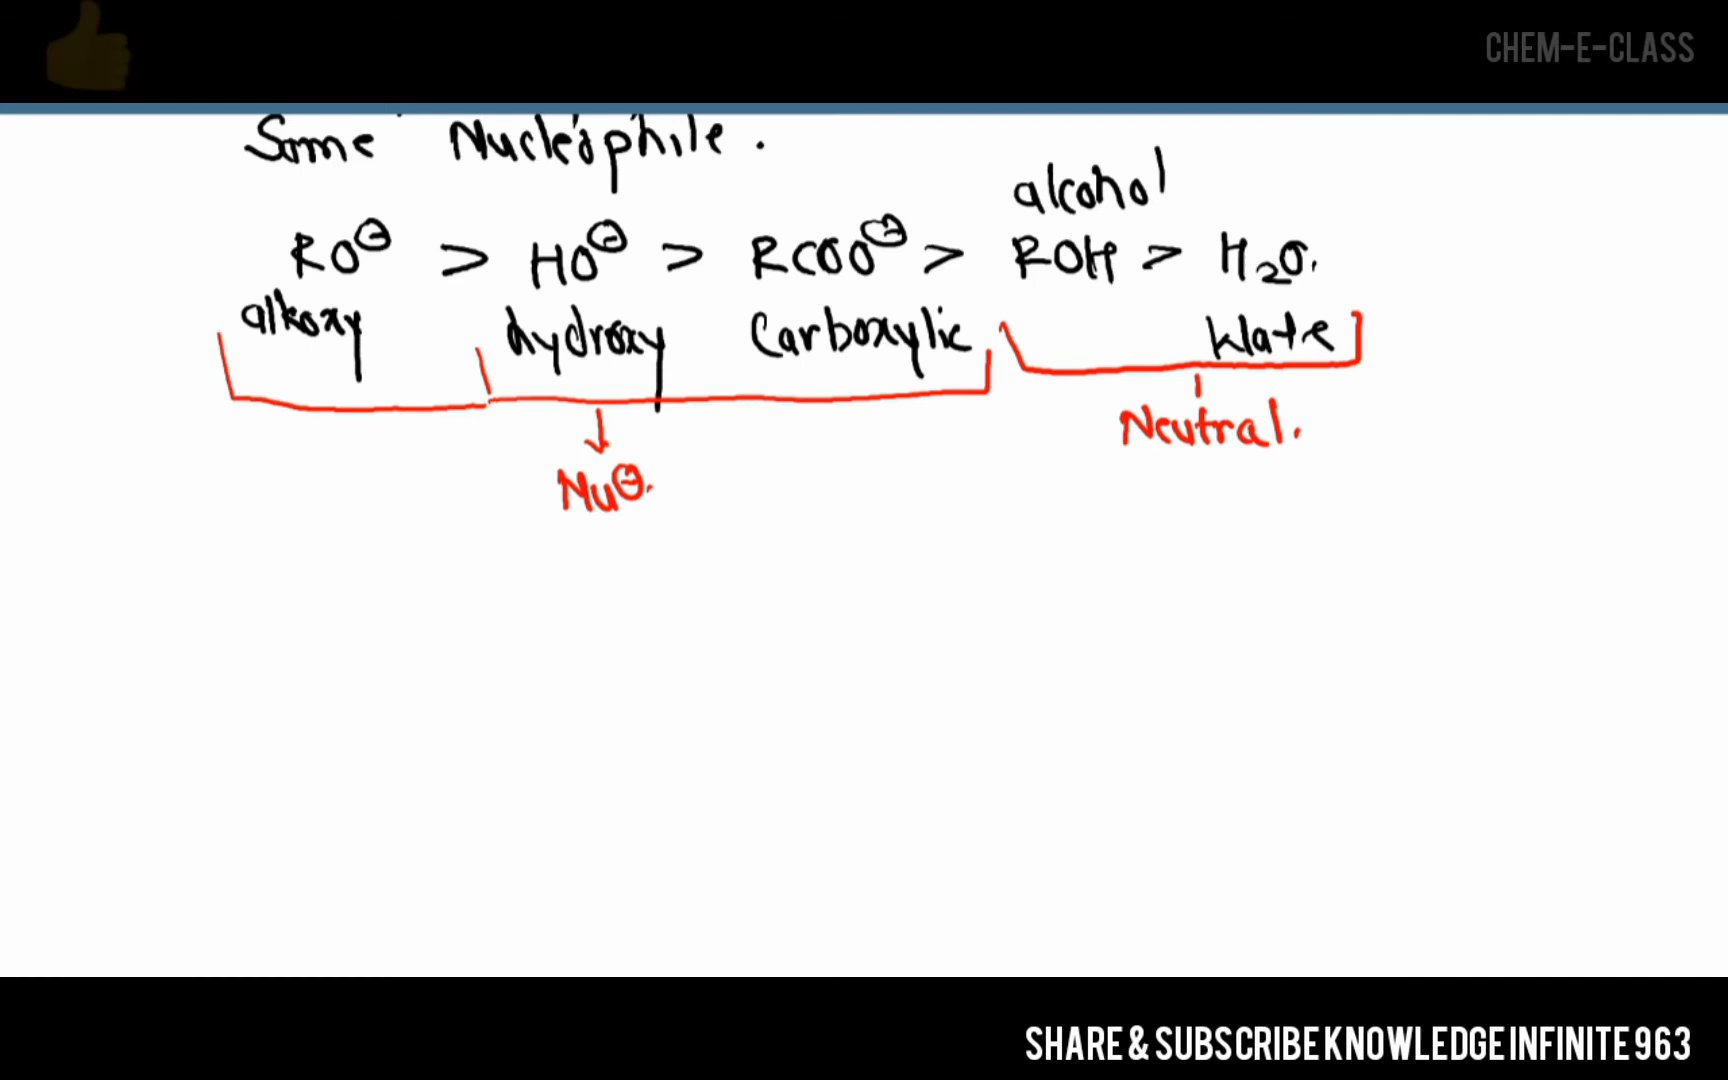 CHEM-E-CLASS
Some Nucleophile.
alcohol
RO⊖ > HO⊖ > RCOO⊖ > ROH > H₂O.
alkoxy hydroxy Carboxylic Water
Neutral.
Nu⊖.
SHARE & SUBSCRIBE KNOWLEDGE INFINITE 963